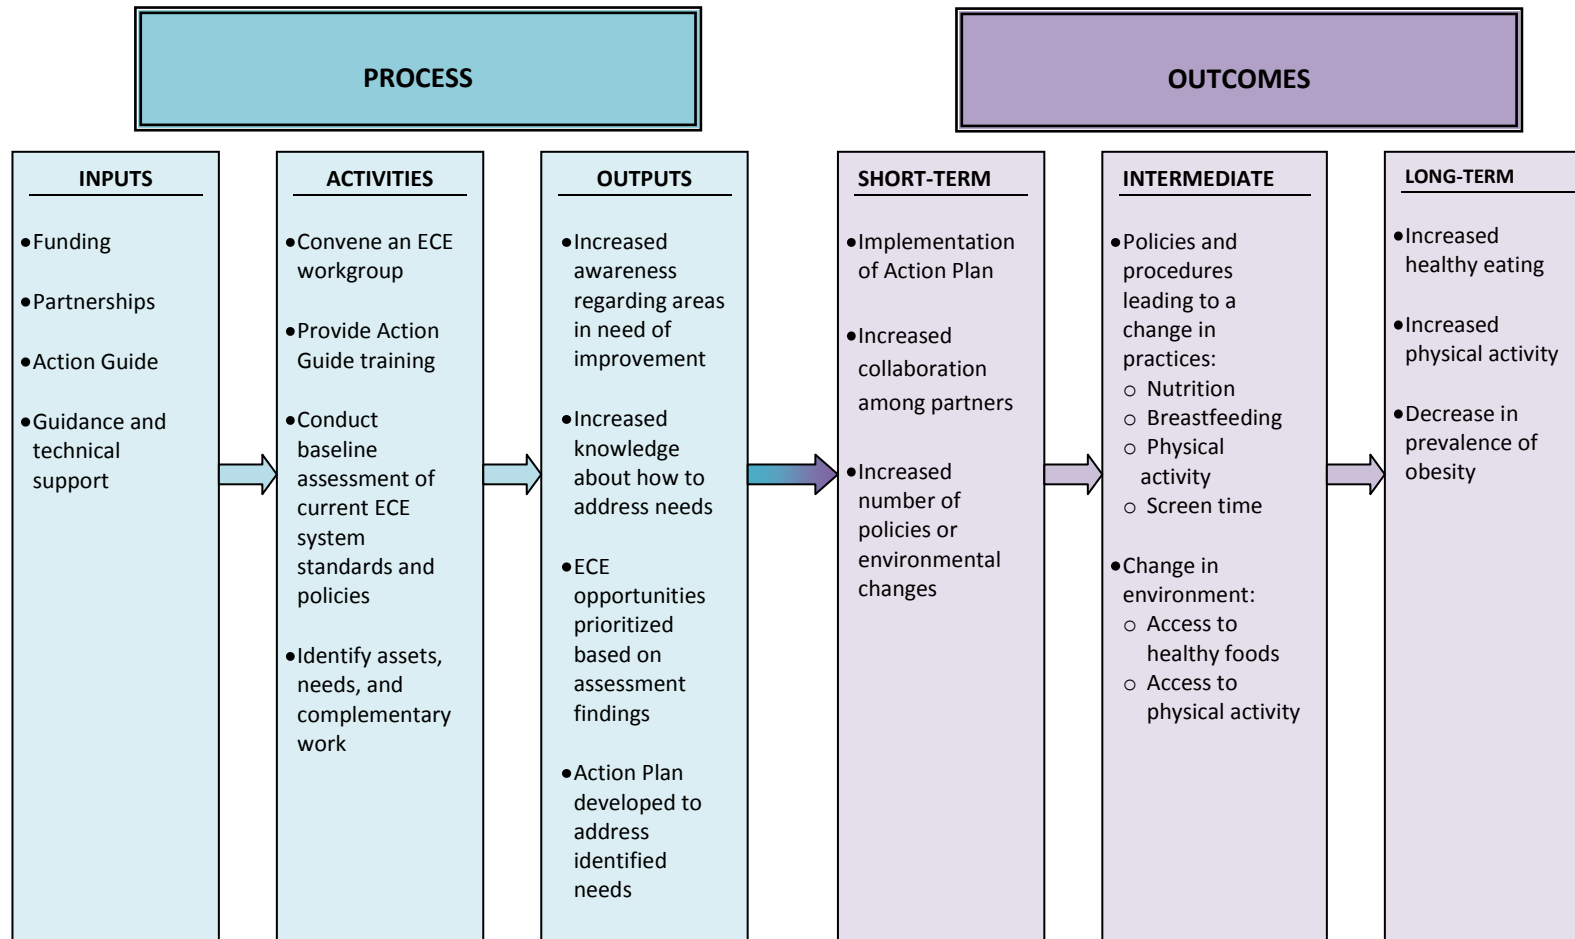 PROCESS
OUTCOMES
INPUTS
•Funding
•Partnerships
•Action Guide
•Guidance and
technical
support
ACTIVITIES
•Convene an ECE
workgroup
•Provide Action
Guide training
•Conduct
baseline
assessment of
current ECE
system
standards and
policies
•Identify assets,
needs, and
complementary
work
OUTPUTS
•Increased
awareness
regarding areas
in need of
improvement
•Increased
knowledge
about how to
address needs
•ECE
opportunities
prioritized
based on
assessment
findings
•Action Plan
developed to
address
identified
needs
SHORT-TERM
•Implementation
of Action Plan
•Increased
collaboration
among partners
•Increased
number of
policies or
environmental
changes
INTERMEDIATE
•Policies and
procedures
leading to a
change in
practices:
o Nutrition
o Breastfeeding
o Physical
activity
o Screen time
•Change in
environment:
o Access to
healthy foods
o Access to
physical activity
LONG-TERM
•Increased
healthy eating
•Increased
physical activity
•Decrease in
prevalence of
obesity